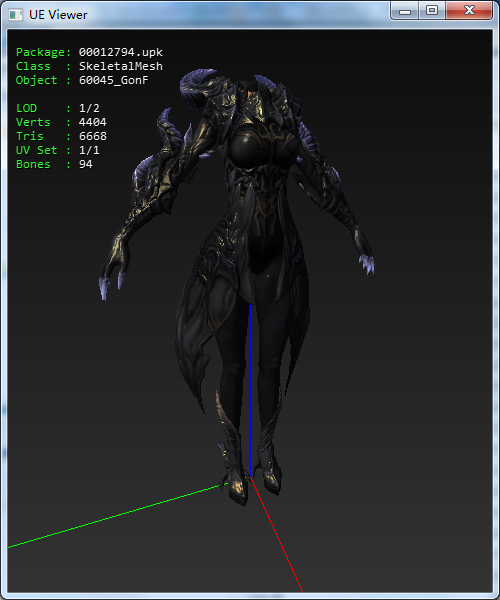 UE Viewer
Package: 00012794.upk
Class : SkeletalMesh
Object : 60045_GonF
LOD : 1/2
Verts : 4404
Tris : 6668
UV Set : 1/1
Bones : 94